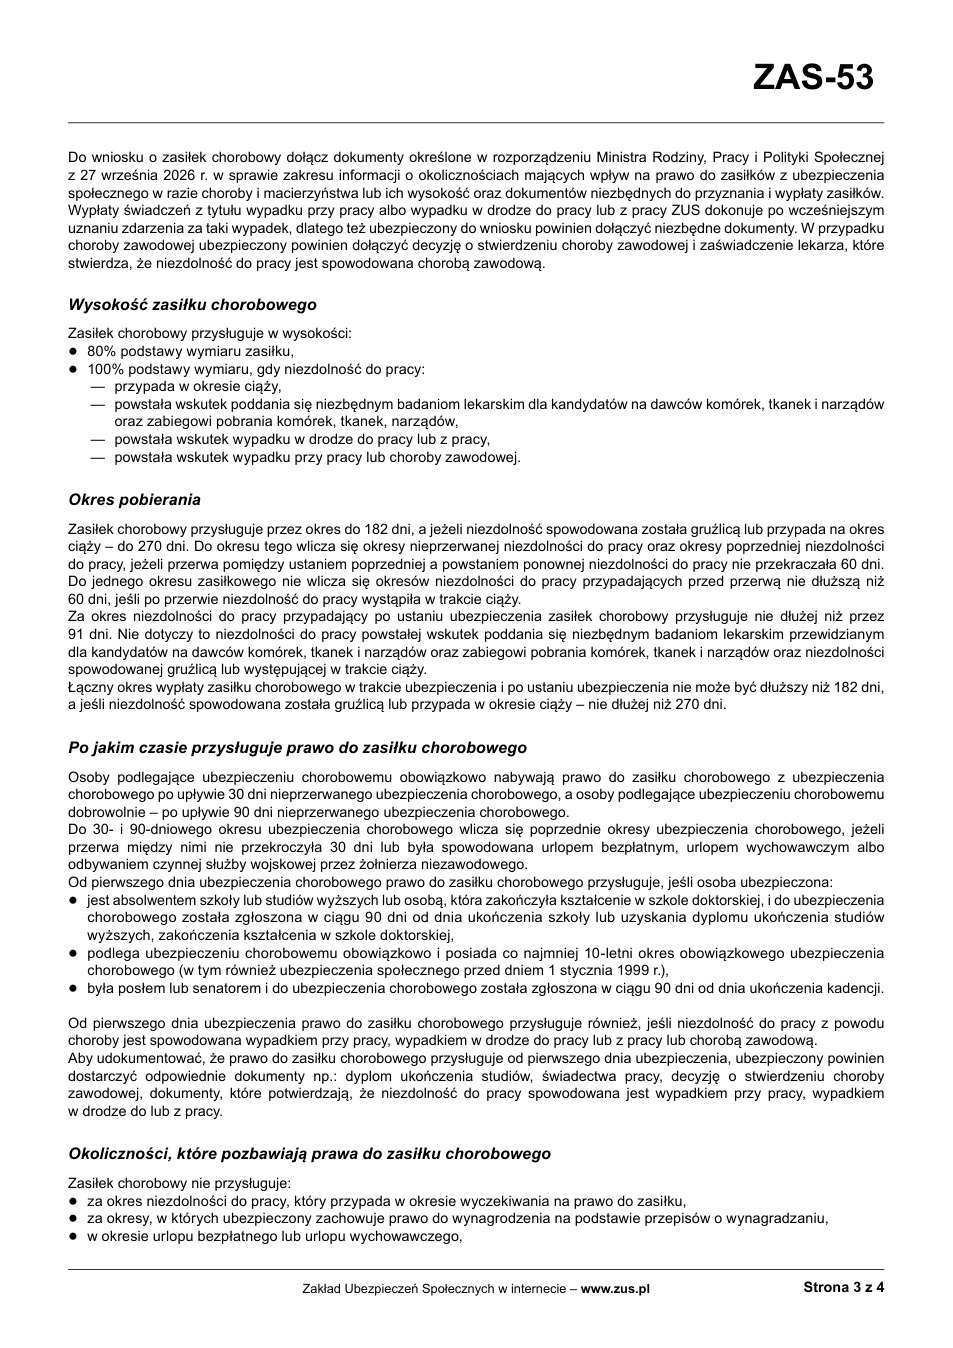 ZAS-53
Do wniosku o zasiłek chorobowy dołącz dokumenty określone w rozporządzeniu Ministra Rodziny, Pracy i Polityki Społecznej
z 27 września 2026 r. w sprawie zakresu informacji o okolicznościach mających wpływ na prawo do zasiłków z ubezpieczenia
społecznego w razie choroby i macierzyństwa lub ich wysokość oraz dokumentów niezbędnych do przyznania i wypłaty zasiłków.
Wypłaty świadczeń z tytułu wypadku przy pracy albo wypadku w drodze do pracy lub z pracy ZUS dokonuje po wcześniejszym
uznaniu zdarzenia za taki wypadek, dlatego też ubezpieczony do wniosku powinien dołączyć niezbędne dokumenty. W przypadku
choroby zawodowej ubezpieczony powinien dołączyć decyzję o stwierdzeniu choroby zawodowej i zaświadczenie lekarza, które
stwierdza, że niezdolność do pracy jest spowodowana chorobą zawodową.
Wysokość zasiłku chorobowego
Zasiłek chorobowy przysługuje w wysokości:
● 80% podstawy wymiaru zasiłku,
● 100% podstawy wymiaru, gdy niezdolność do pracy:
— przypada w okresie ciąży,
— powstała wskutek poddania się niezbędnym badaniom lekarskim dla kandydatów na dawców komórek, tkanek i narządów
oraz zabiegowi pobrania komórek, tkanek, narządów,
— powstała wskutek wypadku w drodze do pracy lub z pracy,
— powstała wskutek wypadku przy pracy lub choroby zawodowej.
Okres pobierania
Zasiłek chorobowy przysługuje przez okres do 182 dni, a jeżeli niezdolność spowodowana została gruźlicą lub przypada na okres
ciąży – do 270 dni. Do okresu tego wlicza się okresy nieprzerwanej niezdolności do pracy oraz okresy poprzedniej niezdolności
do pracy, jeżeli przerwa pomiędzy ustaniem poprzedniej a powstaniem ponownej niezdolności do pracy nie przekraczała 60 dni.
Do jednego okresu zasiłkowego nie wlicza się okresów niezdolności do pracy przypadających przed przerwą nie dłuższą niż
60 dni, jeśli po przerwie niezdolność do pracy wystąpiła w trakcie ciąży.
Za okres niezdolności do pracy przypadający po ustaniu ubezpieczenia zasiłek chorobowy przysługuje nie dłużej niż przez
91 dni. Nie dotyczy to niezdolności do pracy powstałej wskutek poddania się niezbędnym badaniom lekarskim przewidzianym
dla kandydatów na dawców komórek, tkanek i narządów oraz zabiegowi pobrania komórek, tkanek i narządów oraz niezdolności
spowodowanej gruźlicą lub występującej w trakcie ciąży.
Łączny okres wypłaty zasiłku chorobowego w trakcie ubezpieczenia i po ustaniu ubezpieczenia nie może być dłuższy niż 182 dni,
a jeśli niezdolność spowodowana została gruźlicą lub przypada w okresie ciąży – nie dłużej niż 270 dni.
Po jakim czasie przysługuje prawo do zasiłku chorobowego
Osoby podlegające ubezpieczeniu chorobowemu obowiązkowo nabywają prawo do zasiłku chorobowego z ubezpieczenia
chorobowego po upływie 30 dni nieprzerwanego ubezpieczenia chorobowego, a osoby podlegające ubezpieczeniu chorobowemu
dobrowolnie – po upływie 90 dni nieprzerwanego ubezpieczenia chorobowego.
Do 30- i 90-dniowego okresu ubezpieczenia chorobowego wlicza się poprzednie okresy ubezpieczenia chorobowego, jeżeli
przerwa między nimi nie przekroczyła 30 dni lub była spowodowana urlopem bezpłatnym, urlopem wychowawczym albo
odbywaniem czynnej służby wojskowej przez żołnierza niezawodowego.
Od pierwszego dnia ubezpieczenia chorobowego prawo do zasiłku chorobowego przysługuje, jeśli osoba ubezpieczona:
● jest absolwentem szkoły lub studiów wyższych lub osobą, która zakończyła kształcenie w szkole doktorskiej, i do ubezpieczenia
chorobowego została zgłoszona w ciągu 90 dni od dnia ukończenia szkoły lub uzyskania dyplomu ukończenia studiów
wyższych, zakończenia kształcenia w szkole doktorskiej,
● podlega ubezpieczeniu chorobowemu obowiązkowo i posiada co najmniej 10-letni okres obowiązkowego ubezpieczenia
chorobowego (w tym również ubezpieczenia społecznego przed dniem 1 stycznia 1999 r.),
● była posłem lub senatorem i do ubezpieczenia chorobowego została zgłoszona w ciągu 90 dni od dnia ukończenia kadencji.
Od pierwszego dnia ubezpieczenia prawo do zasiłku chorobowego przysługuje również, jeśli niezdolność do pracy z powodu
choroby jest spowodowana wypadkiem przy pracy, wypadkiem w drodze do pracy lub z pracy lub chorobą zawodową.
Aby udokumentować, że prawo do zasiłku chorobowego przysługuje od pierwszego dnia ubezpieczenia, ubezpieczony powinien
dostarczyć odpowiednie dokumenty np.: dyplom ukończenia studiów, świadectwa pracy, decyzję o stwierdzeniu choroby
zawodowej, dokumenty, które potwierdzają, że niezdolność do pracy spowodowana jest wypadkiem przy pracy, wypadkiem
w drodze do lub z pracy.
Okoliczności, które pozbawiają prawa do zasiłku chorobowego
Zasiłek chorobowy nie przysługuje:
● za okres niezdolności do pracy, który przypada w okresie wyczekiwania na prawo do zasiłku,
● za okresy, w których ubezpieczony zachowuje prawo do wynagrodzenia na podstawie przepisów o wynagradzaniu,
● w okresie urlopu bezpłatnego lub urlopu wychowawczego,
Zakład Ubezpieczeń Społecznych w internecie – www.zus.pl
Strona 3 z 4